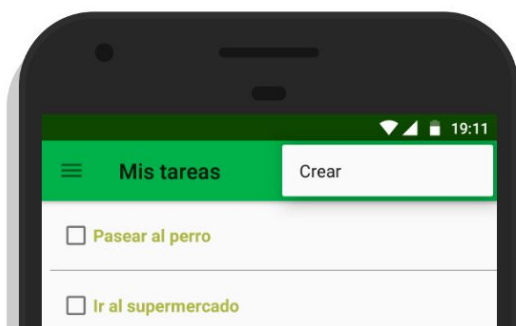 19:11
Mis tareas
Crear
Pasear al perro
Ir al supermercado